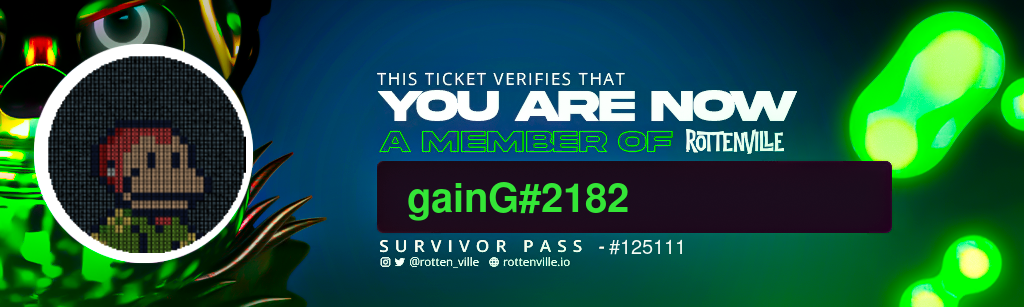 THIS TICKET VERIFIES THAT
YOU ARE NOW
A MEMBER OF ROTTENVILLE
gainG#2182
SURVIVOR PASS - #125111
@rotten_ville rottenville.io